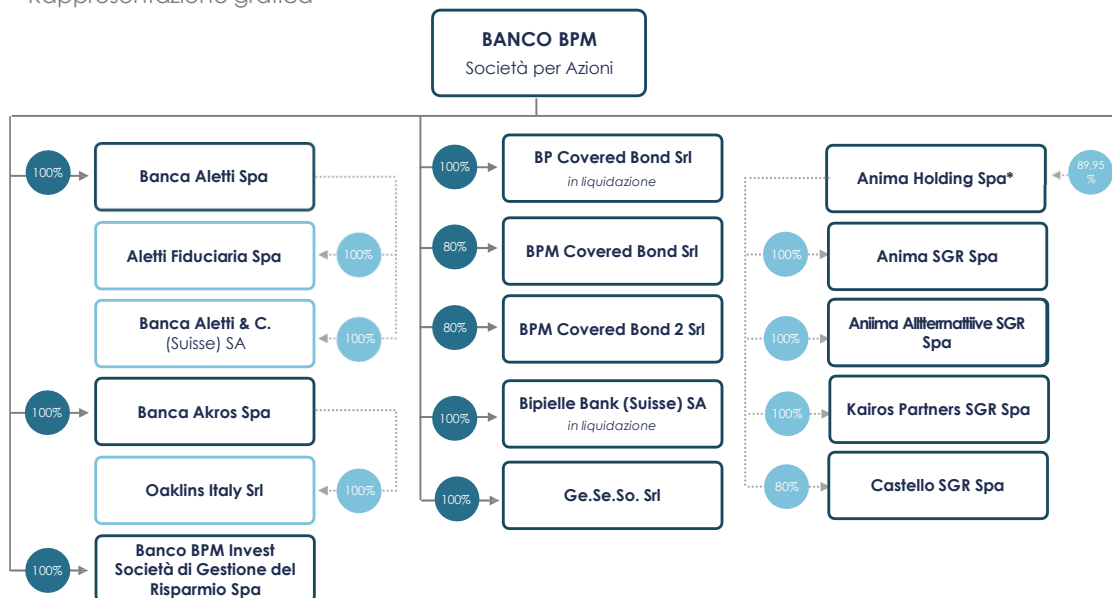 Rappresentazione grafica
BANCO BPM
Società per Azioni
100%
Banca Aletti Spa
Aletti Fiduciaria Spa
100%
Banca Aletti & C.
(Suisse) SA
100%
100%
Banca Akros Spa
Oaklins Italy Srl
100%
100%
Banco BPM Invest
Società di Gestione del
Risparmio Spa
100%
BP Covered Bond Srl
in liquidazione
80%
BPM Covered Bond Srl
80%
BPM Covered Bond 2 Srl
100%
Bipielle Bank (Suisse) SA
in liquidazione
100%
Ge.Se.So. Srl
Anima Holding Spa*
89,95
%
100%
Anima SGR Spa
100%
Aniima Allltternattiive SGR
Spa
100%
Kairos Partners SGR Spa
80%
Castello SGR Spa